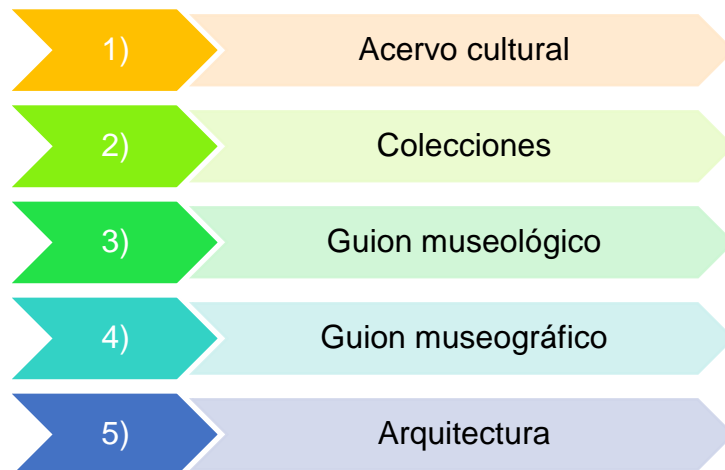 1) Acervo cultural
2) Colecciones
3) Guion museológico
4) Guion museográfico
5) Arquitectura